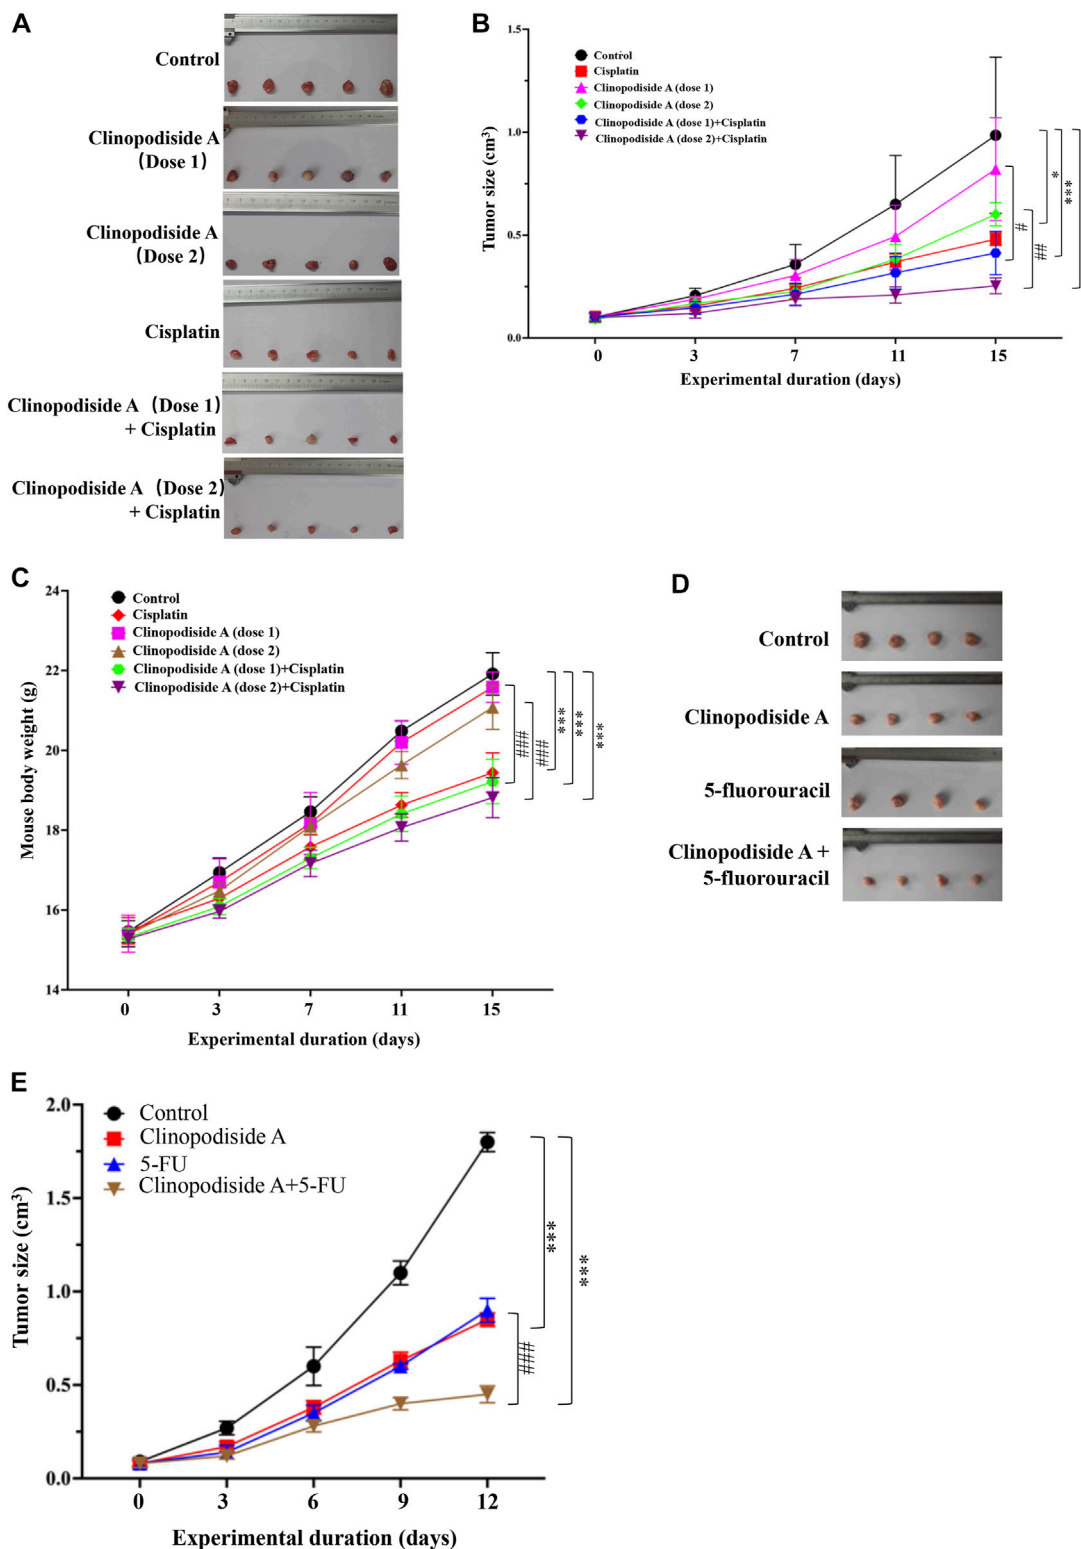 A
Control
Clinopodiside A
(Dose 1)
Clinopodiside A
(Dose 2)
Cisplatin
Clinopodiside A (Dose 1)
+ Cisplatin
Clinopodiside A (Dose 2)
+ Cisplatin
B
Tumor size (cm³)
1.5
1.0
0.5
0.0
Control
Cisplatin
Clinopodiside A (dose 1)
Clinopodiside A (dose 2)
Clinopodiside A (dose 1)+Cisplatin
Clinopodiside A (dose 2)+Cisplatin
#
##
*
***
0 3 7 11 15
Experimental duration (days)
C
Mouse body weight (g)
24
22
20
18
16
14
Control
Cisplatin
Clinopodiside A (dose 1)
Clinopodiside A (dose 2)
Clinopodiside A (dose 1)+Cisplatin
Clinopodiside A (dose 2)+Cisplatin
###
###
***
***
***
0 3 7 11 15
Experimental duration (days)
D
Control
Clinopodiside A
5-fluorouracil
Clinopodiside A +
5-fluorouracil
E
Tumor size (cm³)
2.0
1.5
1.0
0.5
0.0
Control
Clinopodiside A
5-FU
Clinopodiside A+5-FU
###
***
***
0 3 6 9 12
Experimental duration (days)